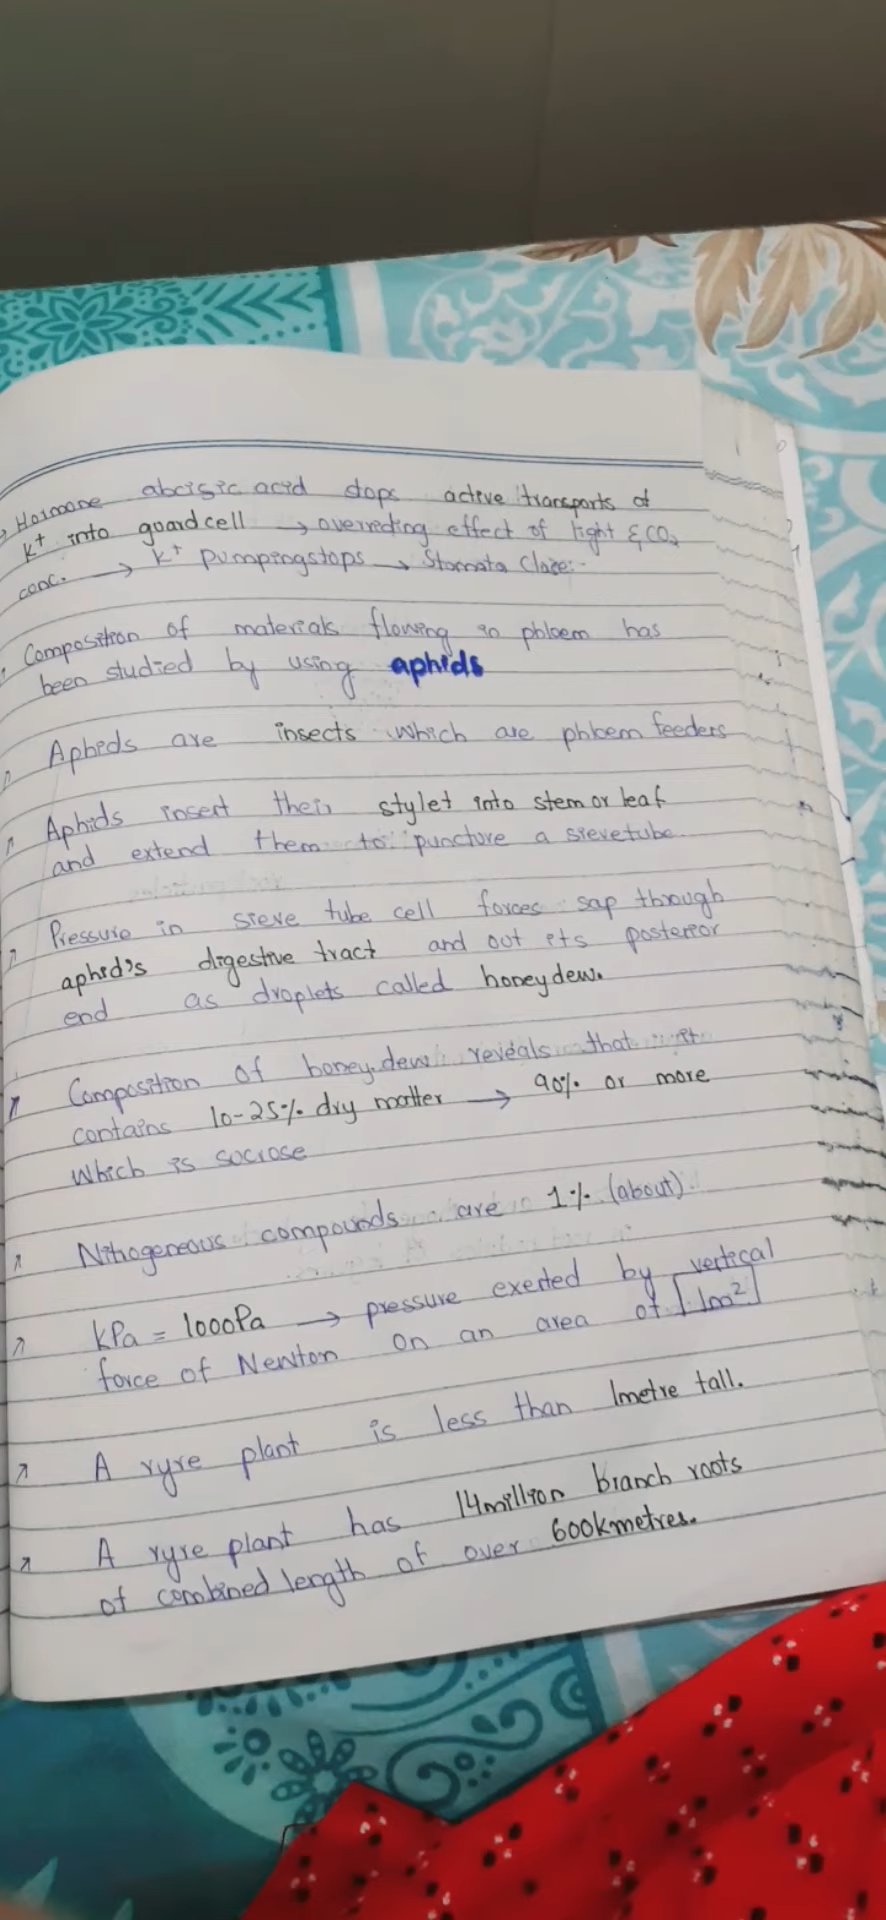 Hormone abcisic acid stops active transports of
K⁺ into guard cell → overreding effect of light & CO₂
conc. → K⁺ pumping stops → Stomata Close:-
Composition of materials flowing in phloem has
been studied by using aphids
Aphids are insects which are phloem feeders
Aphids insert their stylet into stem or leaf
and extend them to puncture a sieve tube
Pressure in sieve tube cell forces sap through
aphid's digestive tract and out its posterior
end as droplets called honeydew.
Composition of honey.dew reveals that it
contains 10-25% dry matter → 90% or more
which is sucrose
Nitrogeneous compounds are 1% (about)
kPa = 1000Pa → pressure exerted by vertical
force of Newton on an area of 1m²
A ryre plant is less than 1metre tall.
A ryre plant has 14million branch roots
of combined length of over 600kmetres.